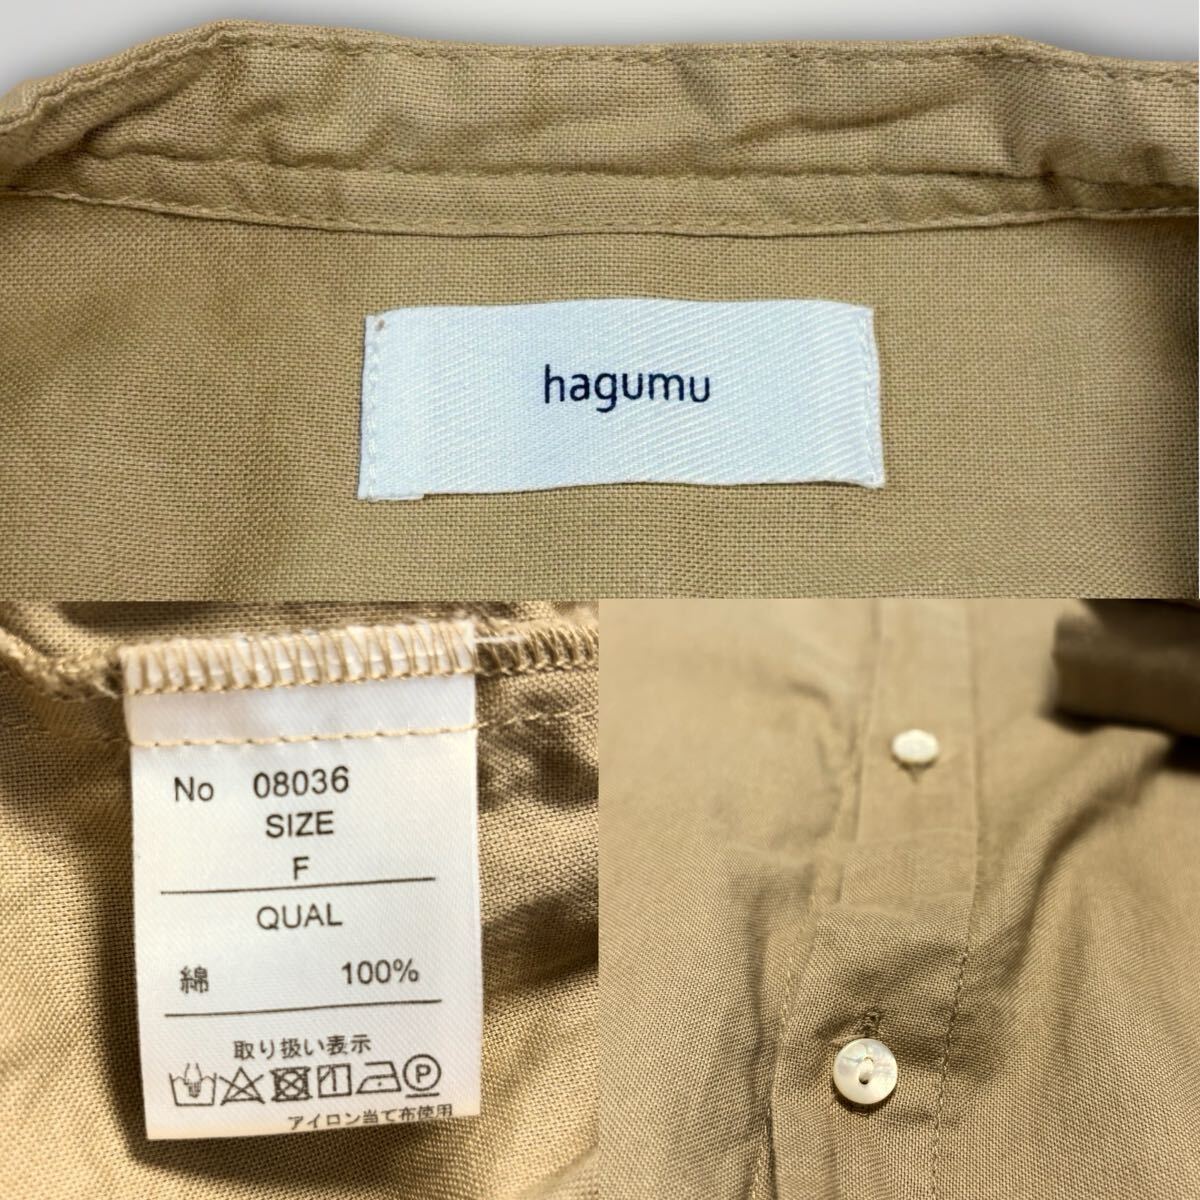 hagumu
No 08036
SIZE
F
QUAL
綿 100%
取り扱い表示
P
アイロン当て布使用